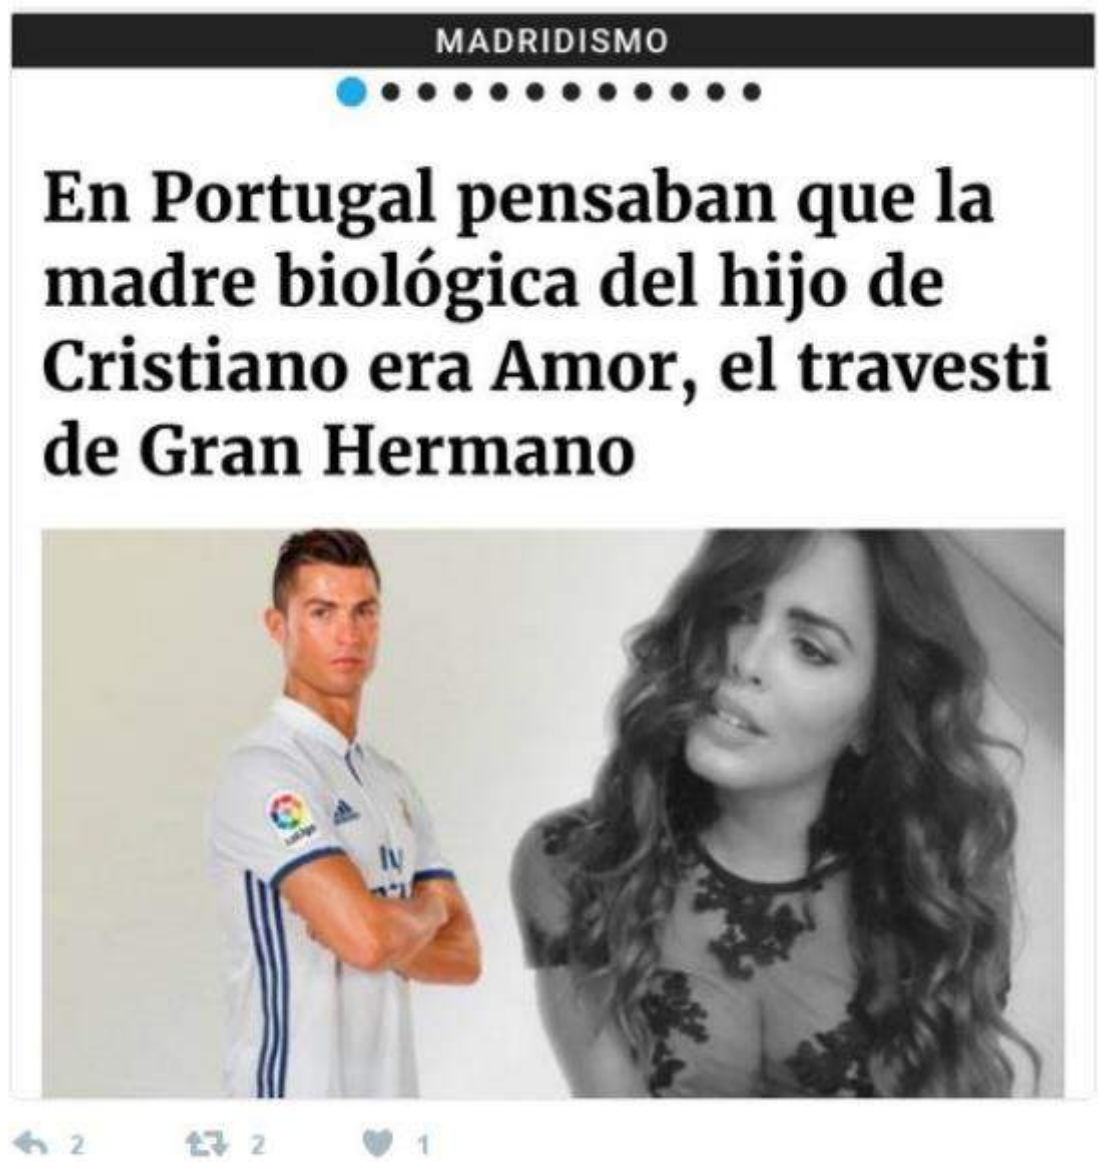 MADRIDISMO
En Portugal pensaban que la
madre biológica del hijo de
Cristiano era Amor, el travesti
de Gran Hermano
LaLiga
2 2 1